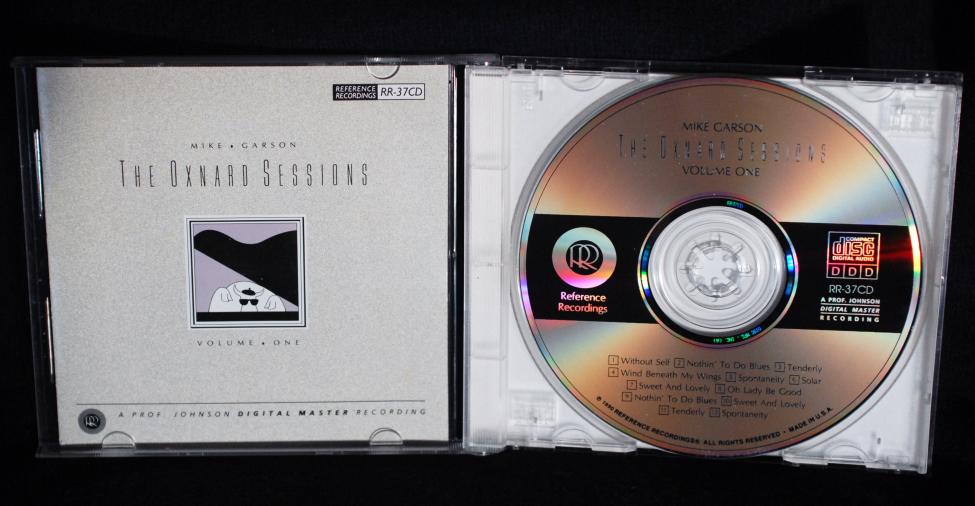 REFERENCE
RECORDINGS
RR-37CD
MIKE • GARSON
THE OXNARD SESSIONS
VOLUME • ONE
A PROF. JOHNSON DIGITAL MASTER RECORDING
MIKE GARSON
THE OXNARD SESSIONS
VOLUME ONE
Reference
Recordings
COMPACT
disc
DIGITAL AUDIO
D D D
RR-37CD
A PROF. JOHNSON
DIGITAL MASTER
RECORDING
1 Without Self 2 Nothin' To Do Blues 3 Tenderly
4 Wind Beneath My Wings 5 Spontaneity 6 Solar
7 Sweet And Lovely 8 Oh Lady Be Good
9 Nothin' To Do Blues 10 Sweet And Lovely
11 Tenderly 12 Spontaneity
℗ 1990 REFERENCE RECORDINGS® ALL RIGHTS RESERVED • MADE IN U.S.A.